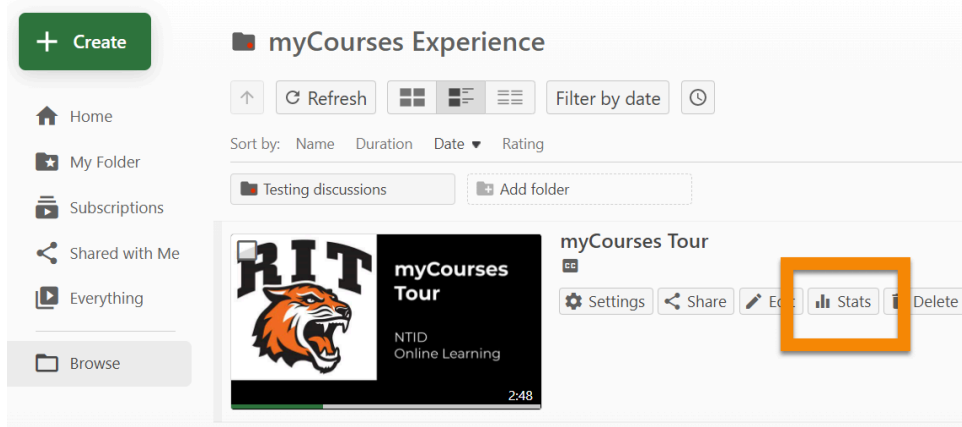 Create
Home
My Folder
Subscriptions
Shared with Me
Everything
Browse
myCourses Experience
Refresh
Filter by date
Sort by: Name Duration Date Rating
Testing discussions
Add folder
RIT
myCourses
Tour
NTID
Online Learning
2:48
myCourses Tour
CC
Settings Share Stats Delete